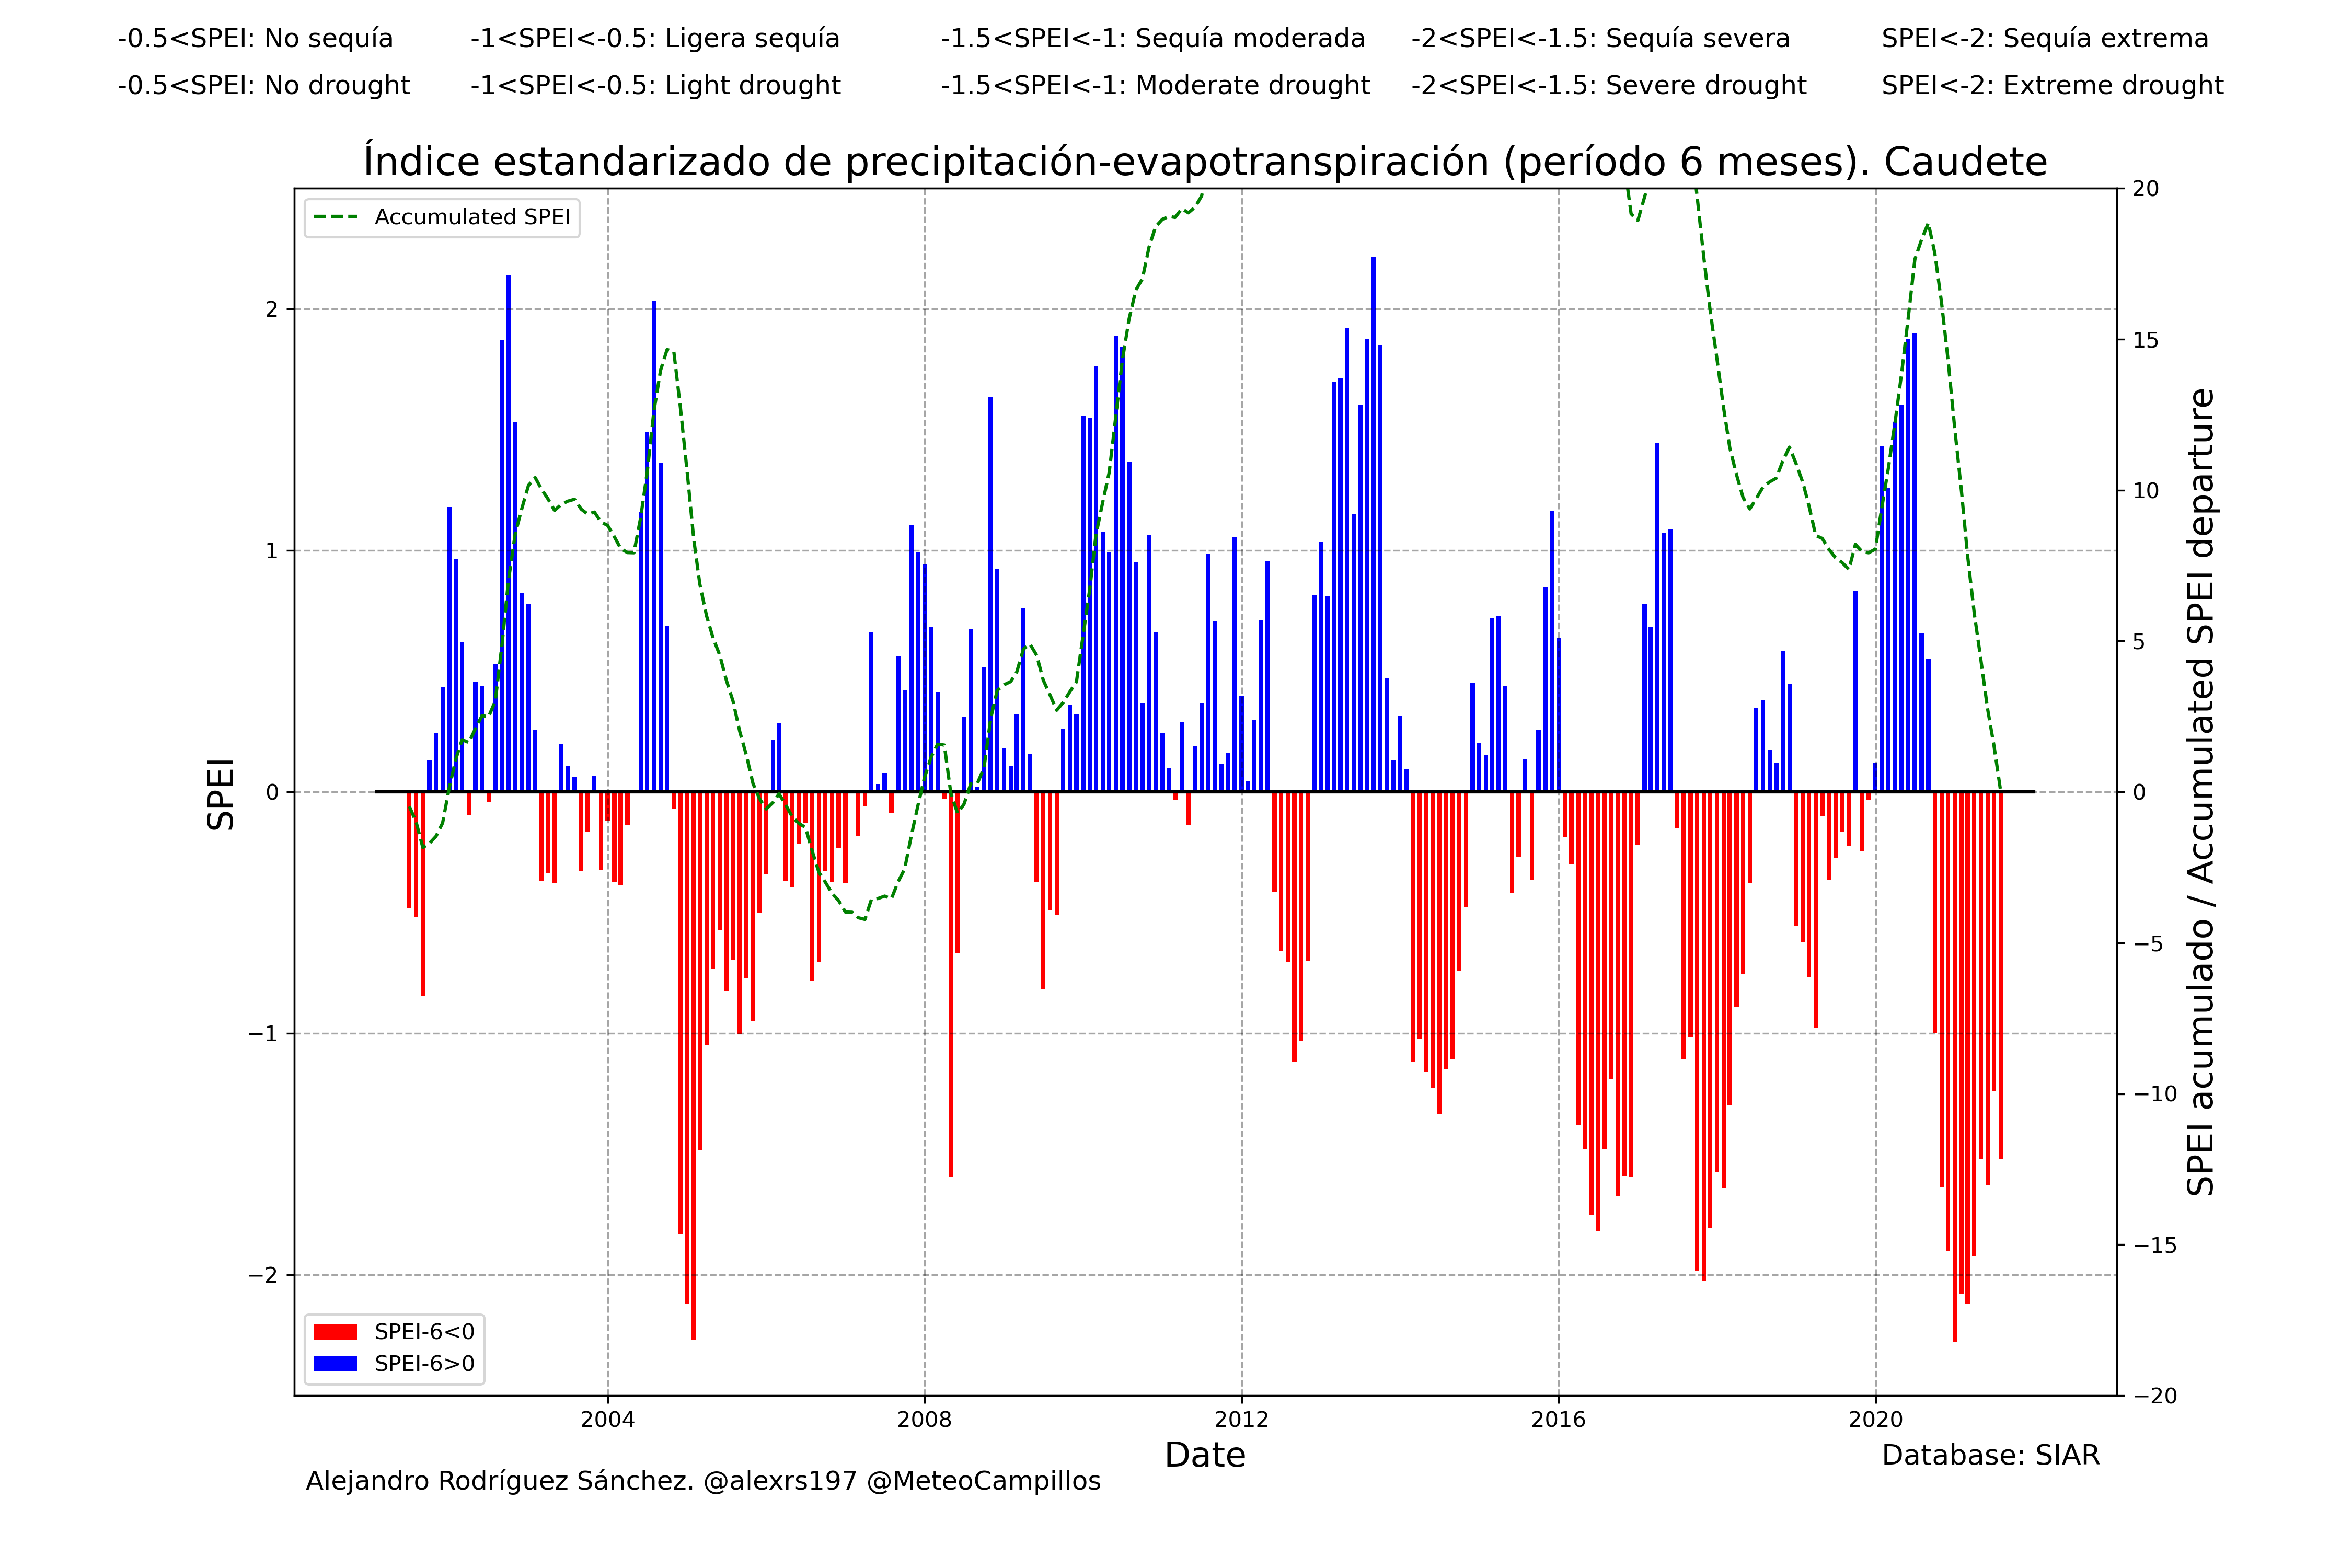 -0.5<SPEI: No sequía -1<SPEI<-0.5: Ligera sequía -1.5<SPEI<-1: Sequía moderada -2<SPEI<-1.5: Sequía severa SPEI<-2: Sequía extrema
-0.5<SPEI: No drought -1<SPEI<-0.5: Light drought -1.5<SPEI<-1: Moderate drought -2<SPEI<-1.5: Severe drought SPEI<-2: Extreme drought
Índice estandarizado de precipitación-evapotranspiración (período 6 meses). Caudete
Accumulated SPEI
SPEI
2
1
0
−1
−2
20
15
10
5
0
−5
−10
−15
−20
SPEI acumulado / Accumulated SPEI departure
SPEI-6<0
SPEI-6>0
2004 2008 2012 2016 2020
Date
Database: SIAR
Alejandro Rodríguez Sánchez. @alexrs197 @MeteoCampillos